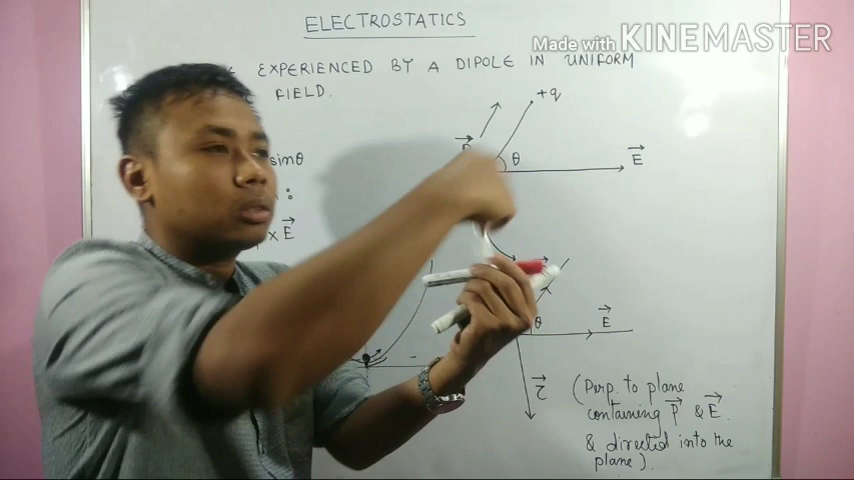 ELECTROSTATICS
Made with KINEMASTER
EXPERIENCED BY A DIPOLE IN UNIFORM
FIELD.
+q
sinθ
θ
E
:
x E
E
θ
τ
(Perp. to plane
containing P & E
& directed into the
plane).